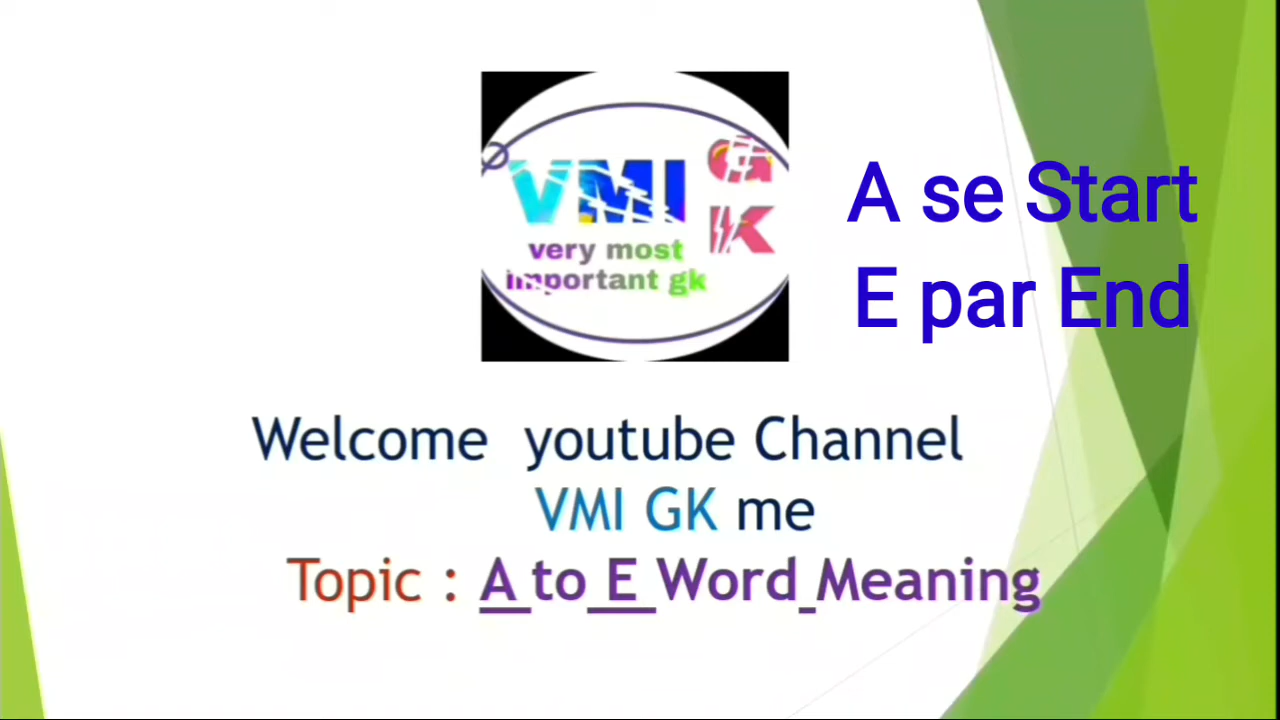 VMI GK
very most
important gk
A se Start
E par End
Welcome youtube Channel
VMI GK me
Topic : A to E Word Meaning